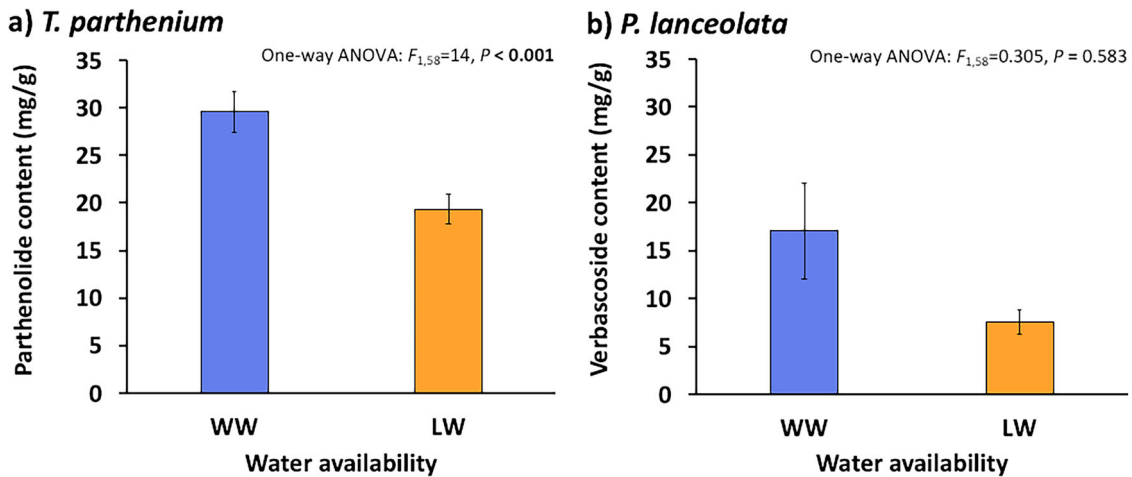 a) T. parthenium
One-way ANOVA: F1,58=14, P < 0.001
35
30
25
20
15
10
5
0
Parthenolide content (mg/g)
WW
LW
Water availability
b) P. lanceolata
One-way ANOVA: F1,58=0.305, P = 0.583
35
30
25
20
15
10
5
0
Verbascoside content (mg/g)
WW
LW
Water availability